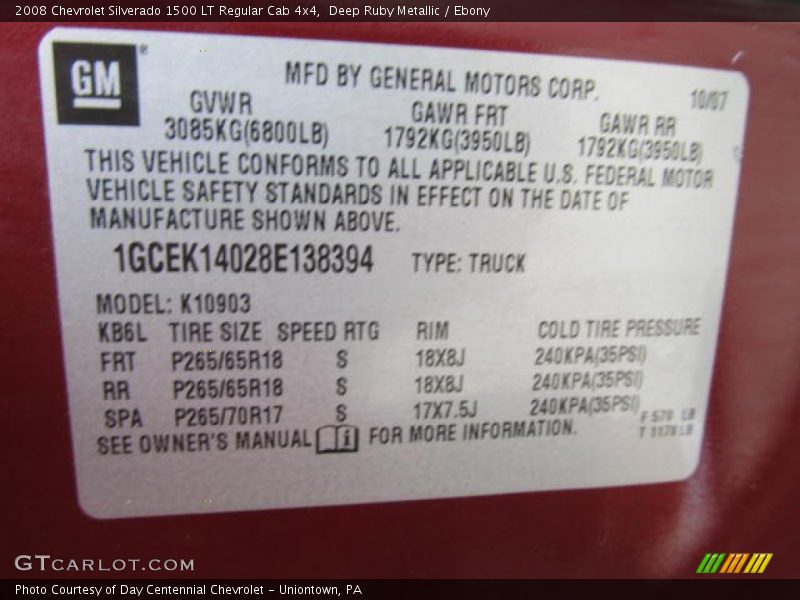 2008 Chevrolet Silverado 1500 LT Regular Cab 4x4, Deep Ruby Metallic / Ebony
GM ®
MFD BY GENERAL MOTORS CORP.
10/07
GVWR GAWR FRT GAWR RR
3085KG(6800LB) 1792KG(3950LB) 1792KG(3950LB)
THIS VEHICLE CONFORMS TO ALL APPLICABLE U.S. FEDERAL MOTOR
VEHICLE SAFETY STANDARDS IN EFFECT ON THE DATE OF
MANUFACTURE SHOWN ABOVE.
1GCEK14028E138394 TYPE: TRUCK
MODEL: K10903
KB6L TIRE SIZE SPEED RTG RIM COLD TIRE PRESSURE
FRT P265/65R18 S 18X8J 240KPA(35PSI)
RR P265/65R18 S 18X8J 240KPA(35PSI)
SPA P265/70R17 S 17X7.5J 240KPA(35PSI)
F 570 LB
T 1178 LB
SEE OWNER'S MANUAL i FOR MORE INFORMATION.
GTCARLOT.COM
Photo Courtesy of Day Centennial Chevrolet - Uniontown, PA